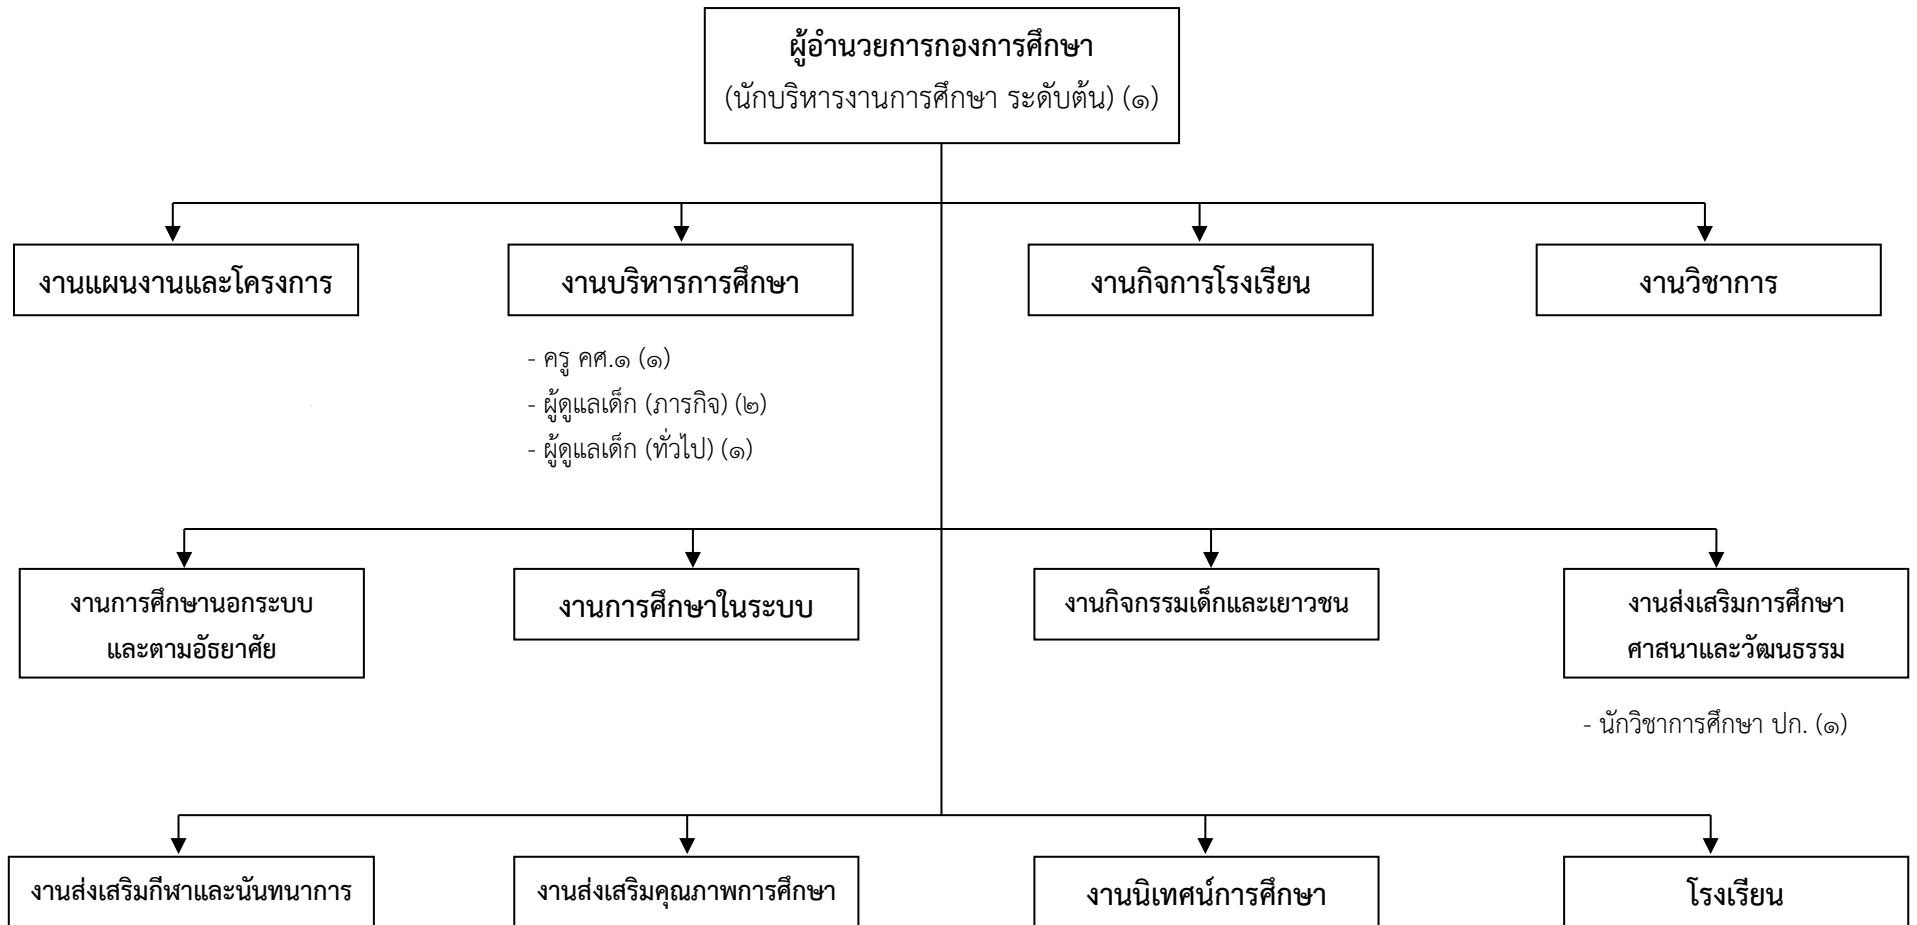 ผู้อำนวยการกองการศึกษา
(นักบริหารงานการศึกษา ระดับต้น) (๑)
งานแผนงานและโครงการ
งานบริหารการศึกษา
งานกิจการโรงเรียน
งานวิชาการ
- ครู คศ.๑ (๑)
- ผู้ดูแลเด็ก (ภารกิจ) (๒)
- ผู้ดูแลเด็ก (ทั่วไป) (๑)
งานการศึกษานอกระบบ
และตามอัธยาศัย
งานการศึกษาในระบบ
งานกิจกรรมเด็กและเยาวชน
งานส่งเสริมการศึกษา
ศาสนาและวัฒนธรรม
- นักวิชาการศึกษา ปก. (๑)
งานส่งเสริมกีฬาและนันทนาการ
งานส่งเสริมคุณภาพการศึกษา
งานนิเทศน์การศึกษา
โรงเรียน